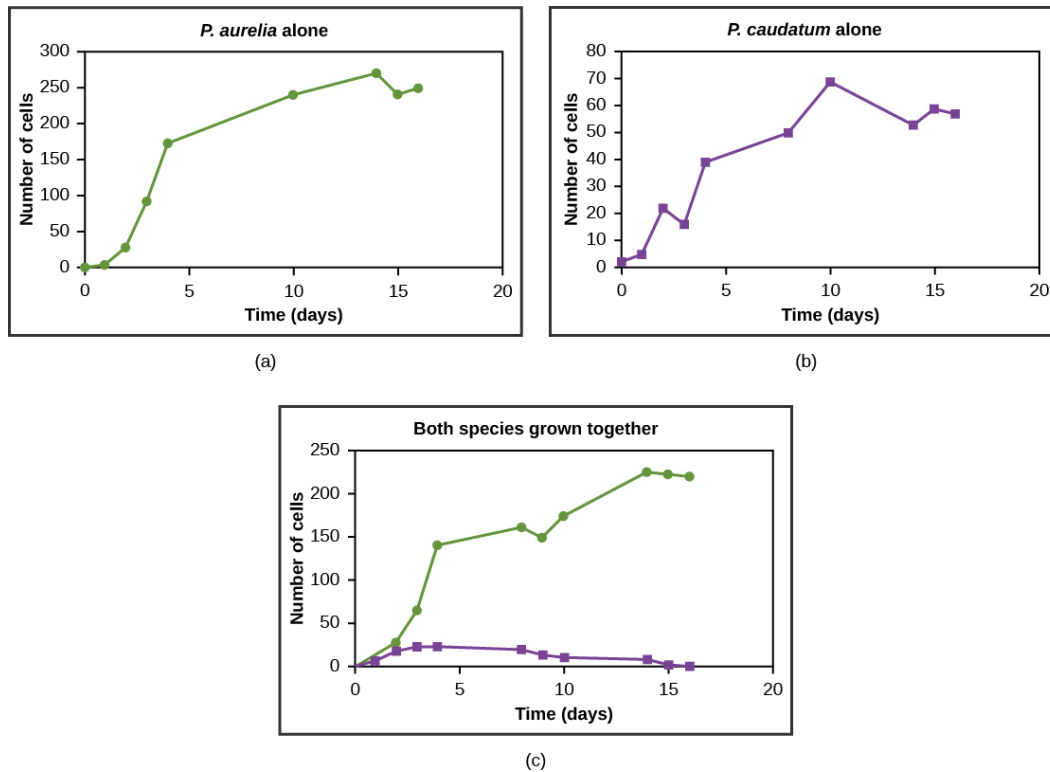 P. aurelia alone
300
250
200
150
100
50
0
Number of cells
0 5 10 15 20
Time (days)
(a)
P. caudatum alone
80
70
60
50
40
30
20
10
0
Number of cells
0 5 10 15 20
Time (days)
(b)
Both species grown together
250
200
150
100
50
0
Number of cells
0 5 10 15 20
Time (days)
(c)